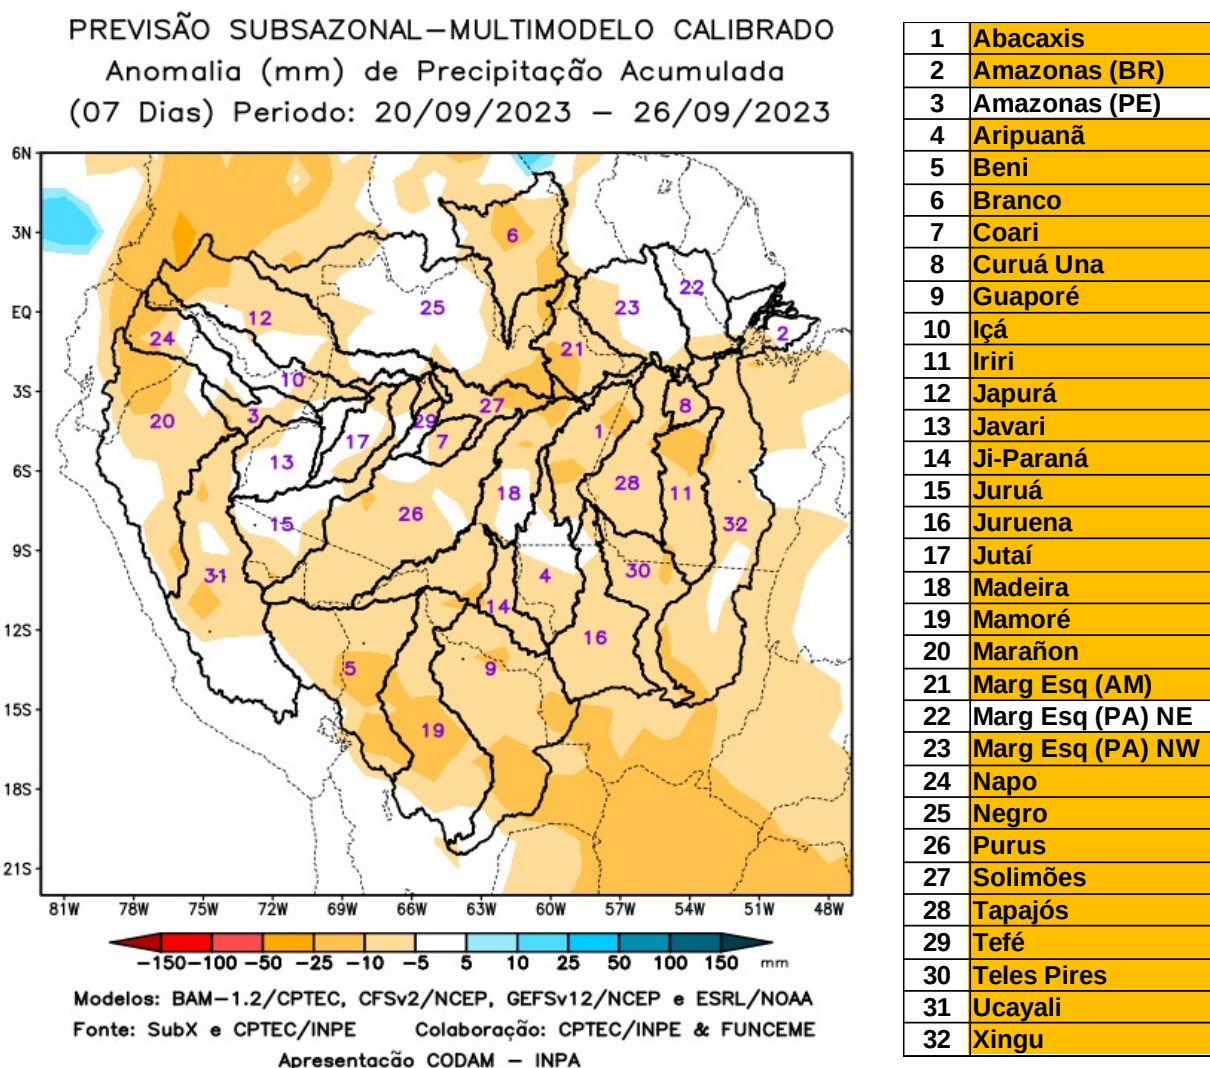 PREVISÃO SUBSAZONAL–MULTIMODELO CALIBRADO
Anomalia (mm) de Precipitação Acumulada
(07 Dias) Periodo: 20/09/2023 – 26/09/2023
6N
3N
EQ
3S
6S
9S
12S
15S
18S
21S
81W 78W 75W 72W 69W 66W 63W 60W 57W 54W 51W 48W
6
22
25
23
12
2
24
21
10
27
8
3
20
29
1
17
7
13
28
18
11
15
26
32
31
4
30
14
16
5
9
19
−150 −100 −50 −25 −10 −5 5 10 25 50 100 150 mm
Modelos: BAM−1.2/CPTEC, CFSv2/NCEP, GEFSv12/NCEP e ESRL/NOAA
Fonte: SubX e CPTEC/INPE Colaboração: CPTEC/INPE & FUNCEME
Apresentacão CODAM − INPA
1 Abacaxis
2 Amazonas (BR)
3 Amazonas (PE)
4 Aripuanã
5 Beni
6 Branco
7 Coari
8 Curuá Una
9 Guaporé
10 Içá
11 Iriri
12 Japurá
13 Javari
14 Ji-Paraná
15 Juruá
16 Juruena
17 Jutaí
18 Madeira
19 Mamoré
20 Marañon
21 Marg Esq (AM)
22 Marg Esq (PA) NE
23 Marg Esq (PA) NW
24 Napo
25 Negro
26 Purus
27 Solimões
28 Tapajós
29 Tefé
30 Teles Pires
31 Ucayali
32 Xingu